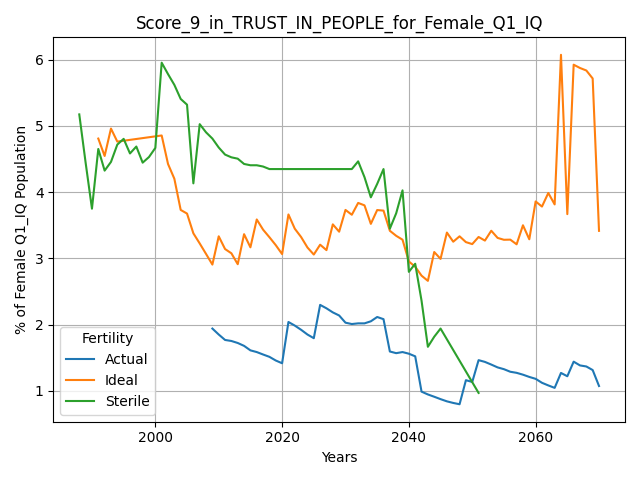 Score_9_in_TRUST_IN_PEOPLE_for_Female_Q1_IQ
% of Female Q1_IQ Population
6
5
4
3
2
1
Fertility
Actual
Ideal
Sterile
2000
2020
2040
2060
Years